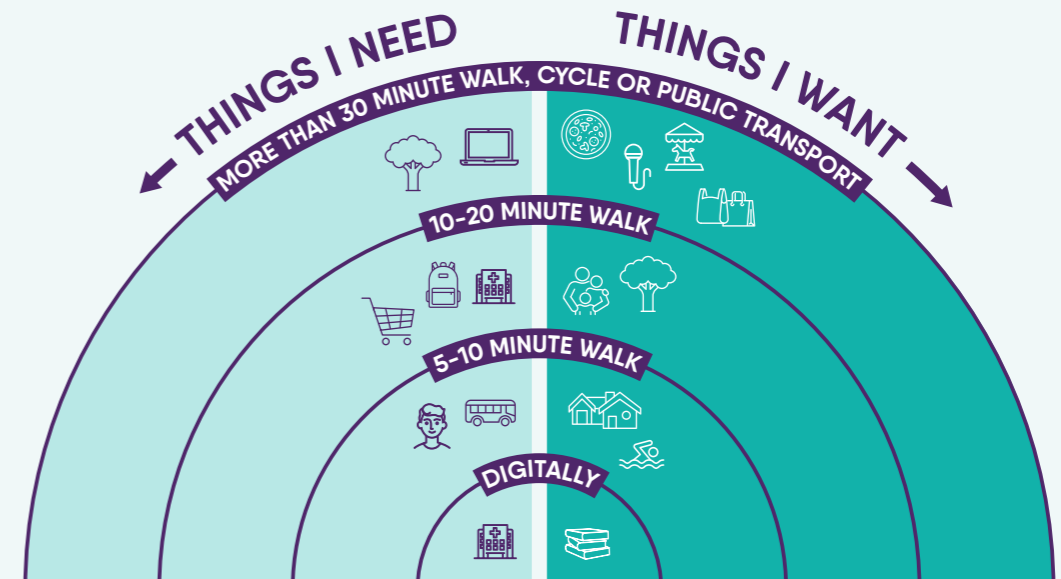 THINGS I NEED
THINGS I WANT
MORE THAN 30 MINUTE WALK, CYCLE OR PUBLIC TRANSPORT
10-20 MINUTE WALK
5-10 MINUTE WALK
DIGITALLY